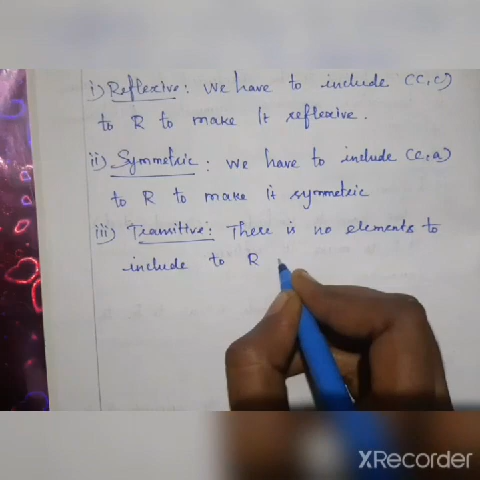 i) Reflexive: We have to include (c,c)
to R to make it reflexive.
ii) Symmetric: We have to include (c,a)
to R to make it symmetric
iii) Transitive: There is no elements to
include to R
XRecorder